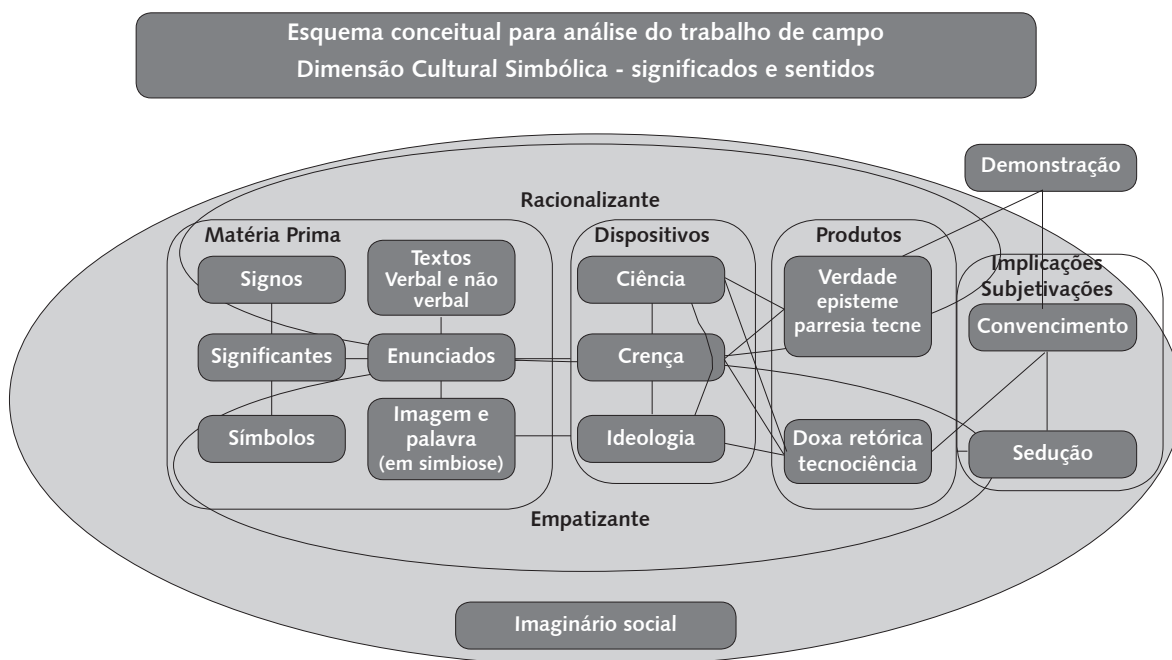 Esquema conceitual para análise do trabalho de campo
Dimensão Cultural Simbólica - significados e sentidos
Demonstração
Racionalizante
Matéria Prima
Signos
Significantes
Símbolos
Textos
Verbal e não
verbal
Enunciados
Imagem e
palavra
(em simbiose)
Dispositivos
Ciência
Crença
Ideologia
Produtos
Verdade
episteme
parresia tecne
Doxa retórica
tecnociência
Implicações
Subjetivações
Convencimento
Sedução
Empatizante
Imaginário social